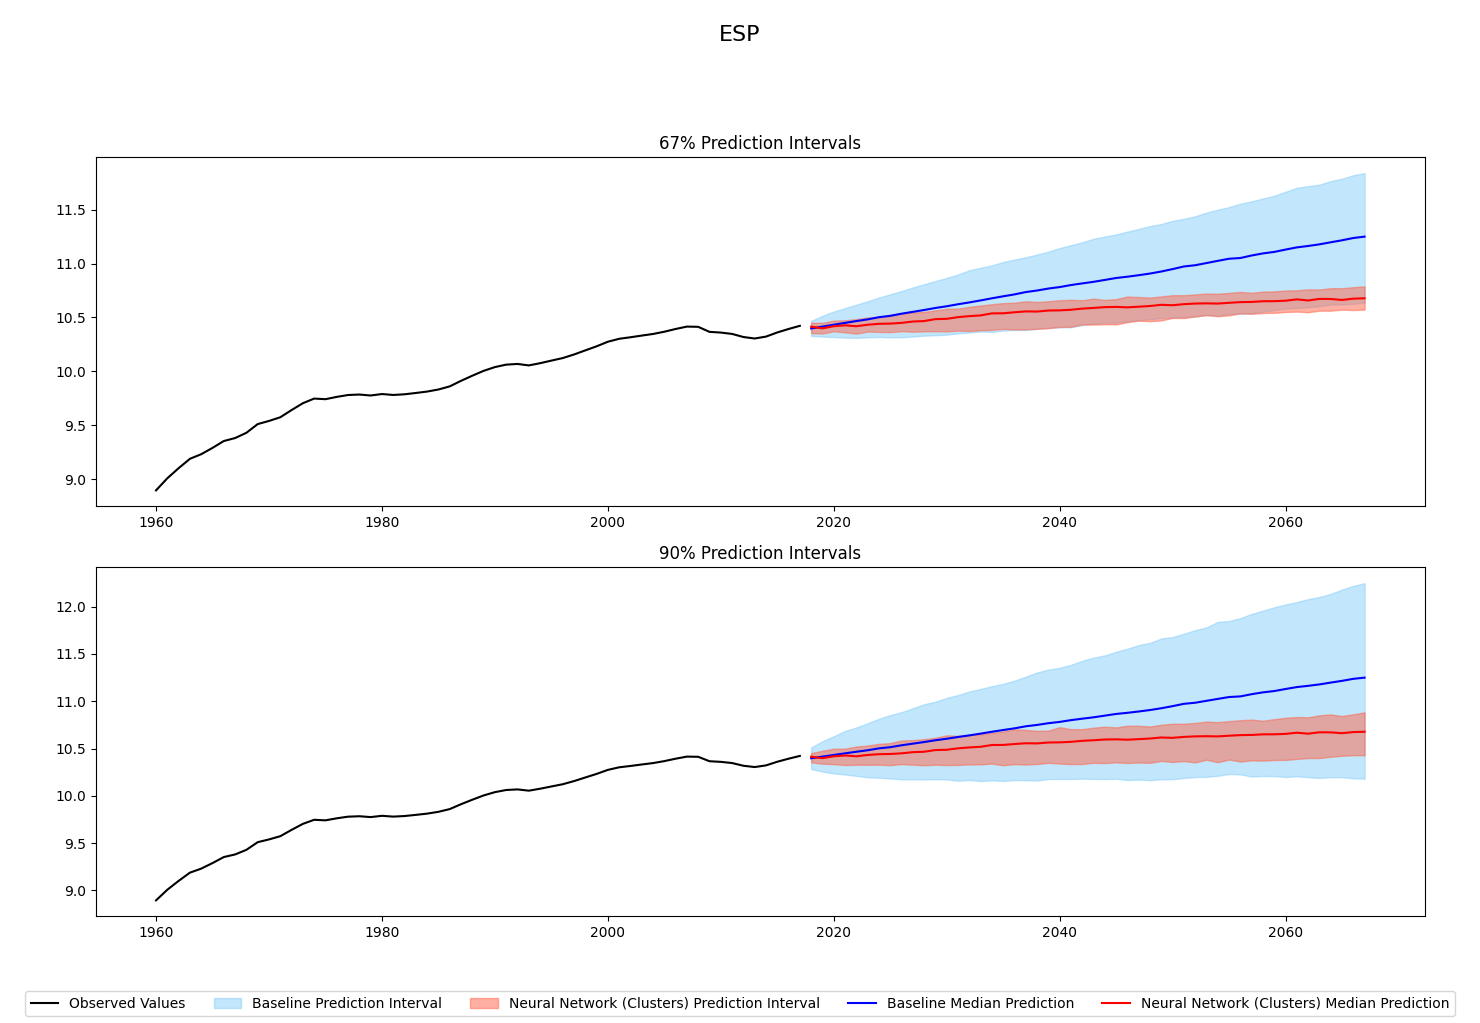 ESP
67% Prediction Intervals
11.5
11.0
10.5
10.0
9.5
9.0
1960 1980 2000 2020 2040 2060
90% Prediction Intervals
12.0
11.5
11.0
10.5
10.0
9.5
9.0
1960 1980 2000 2020 2040 2060
Observed Values Baseline Prediction Interval Neural Network (Clusters) Prediction Interval Baseline Median Prediction Neural Network (Clusters) Median Prediction